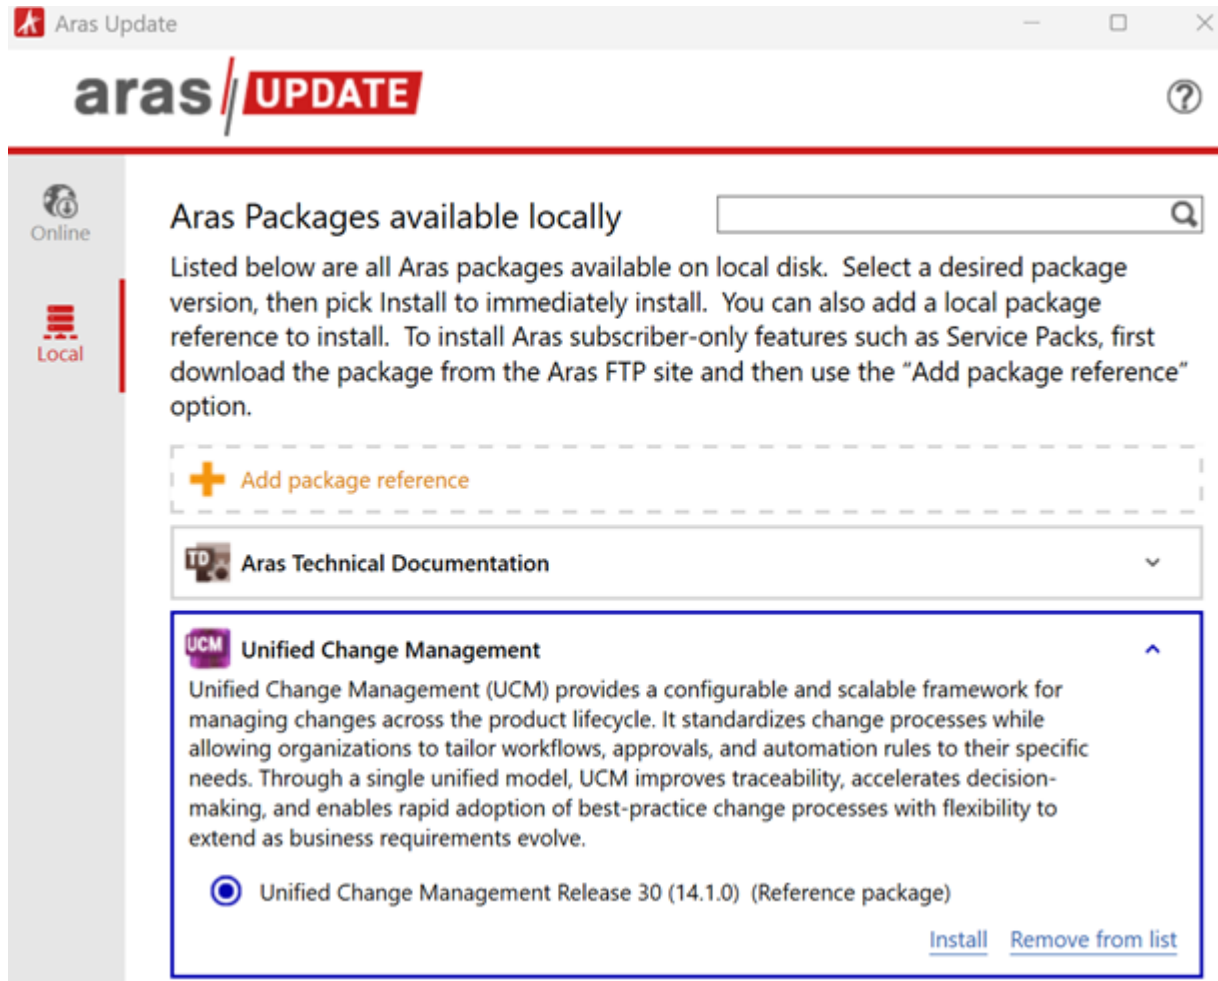 Aras Update
aras UPDATE
Online
Local
Aras Packages available locally
Listed below are all Aras packages available on local disk.  Select a desired package
version, then pick Install to immediately install.  You can also add a local package
reference to install.  To install Aras subscriber-only features such as Service Packs, first
download the package from the Aras FTP site and then use the “Add package reference”
option.
Add package reference
TD
Aras Technical Documentation
UCM
Unified Change Management
Unified Change Management (UCM) provides a configurable and scalable framework for
managing changes across the product lifecycle. It standardizes change processes while
allowing organizations to tailor workflows, approvals, and automation rules to their specific
needs. Through a single unified model, UCM improves traceability, accelerates decision-
making, and enables rapid adoption of best-practice change processes with flexibility to
extend as business requirements evolve.
Unified Change Management Release 30 (14.1.0)  (Reference package)
Install Remove from list